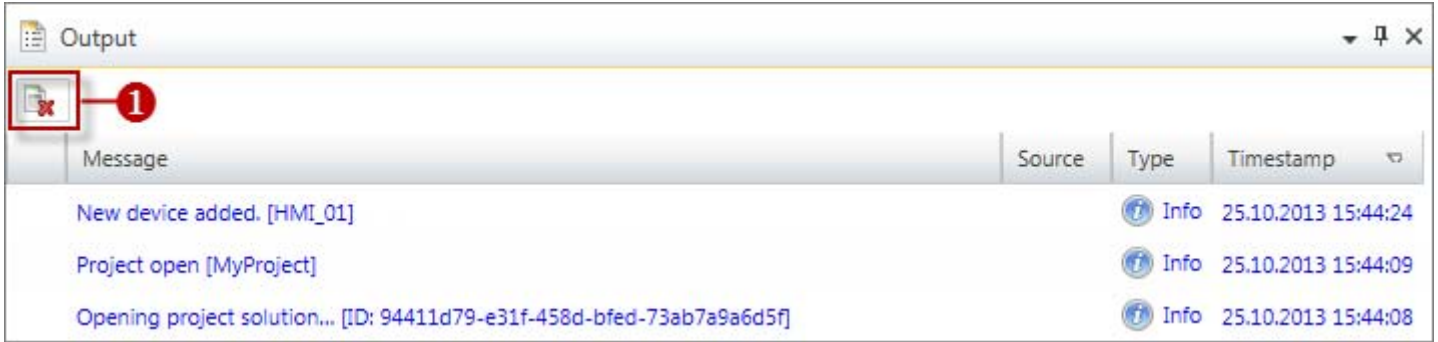 Output
1
Message Source Type Timestamp
New device added. [HMI_01] Info 25.10.2013 15:44:24
Project open [MyProject] Info 25.10.2013 15:44:09
Opening project solution... [ID: 94411d79-e31f-458d-bfed-73ab7a9a6d5f] Info 25.10.2013 15:44:08